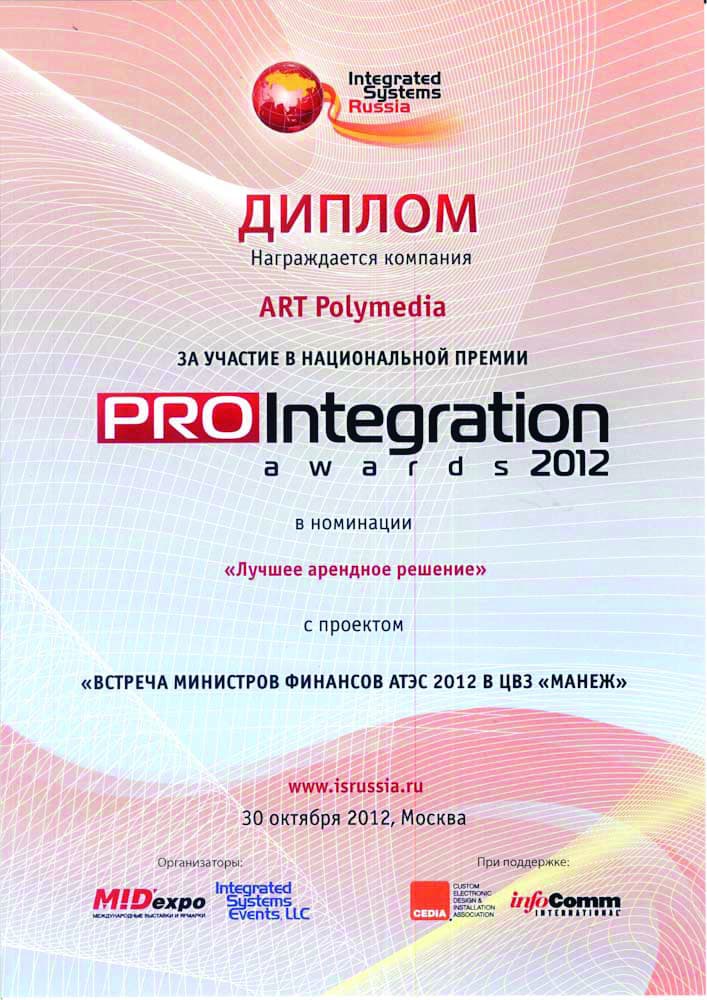 Integrated
Systems
Russia
ДИПЛОМ
Награждается компания
ART Polymedia
ЗА УЧАСТИЕ В НАЦИОНАЛЬНОЙ ПРЕМИИ
PRO Integration
awards 2012
в номинации
«Лучшее арендное решение»
с проектом
«ВСТРЕЧА МИНИСТРОВ ФИНАНСОВ АТЭС 2012 В ЦВЗ «МАНЕЖ»
www.isrussia.ru
30 октября 2012, Москва
Организаторы:
M!D'expo
МЕЖДУНАРОДНЫЕ ВЫСТАВКИ И ЯРМАРКИ
Integrated
Systems
Events, LLC
При поддержке:
CEDIA
CUSTOM
ELECTRONIC
DESIGN &
INSTALLATION
ASSOCIATION
infoComm
INTERNATIONAL